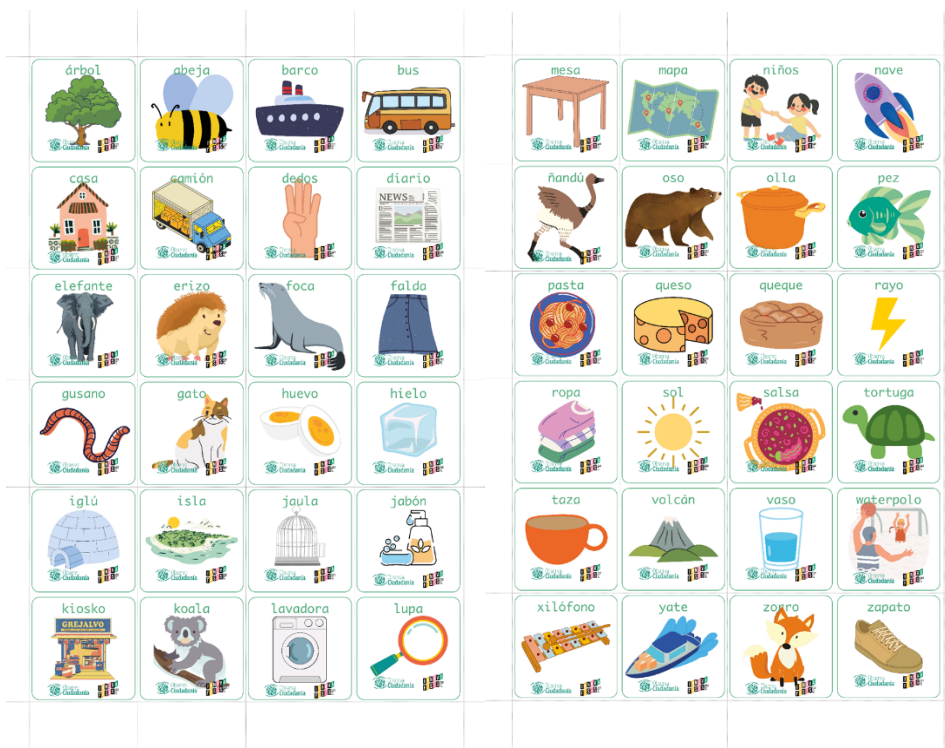 árbol abeja barco bus
casa camión dedos diario
NEWS
elefante erizo foca falda
gusano gato huevo hielo
iglú isla jaula jabón
kiosko koala lavadora lupa
GREJALVO
mesa mapa niños nave
ñandú oso olla pez
pasta queso queque rayo
ropa sol salsa tortuga
taza volcán vaso waterpolo
xilófono yate zorro zapato
Ciudadanía